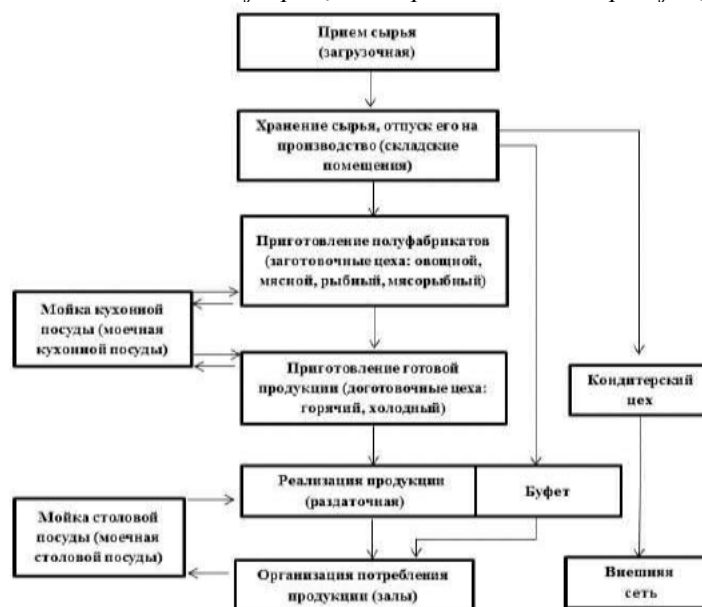 Прием сырья
(загрузочная)
Хранение сырья, отпуск его на
производство (складские
помещения)
Приготовление полуфабрикатов
(заготовочные цеха: овощной,
мясной, рыбный, мясорыбный)
Мойка кухонной
посуды (моечная
кухонной посуды)
Приготовление готовой
продукции (доготовочные цеха:
горячий, холодный)
Кондитерский
цех
Реализация продукции
(раздаточная)
Буфет
Мойка столовой
посуды (моечная
столовой посуды)
Организация потребления
продукции (залы)
Внешняя
сеть